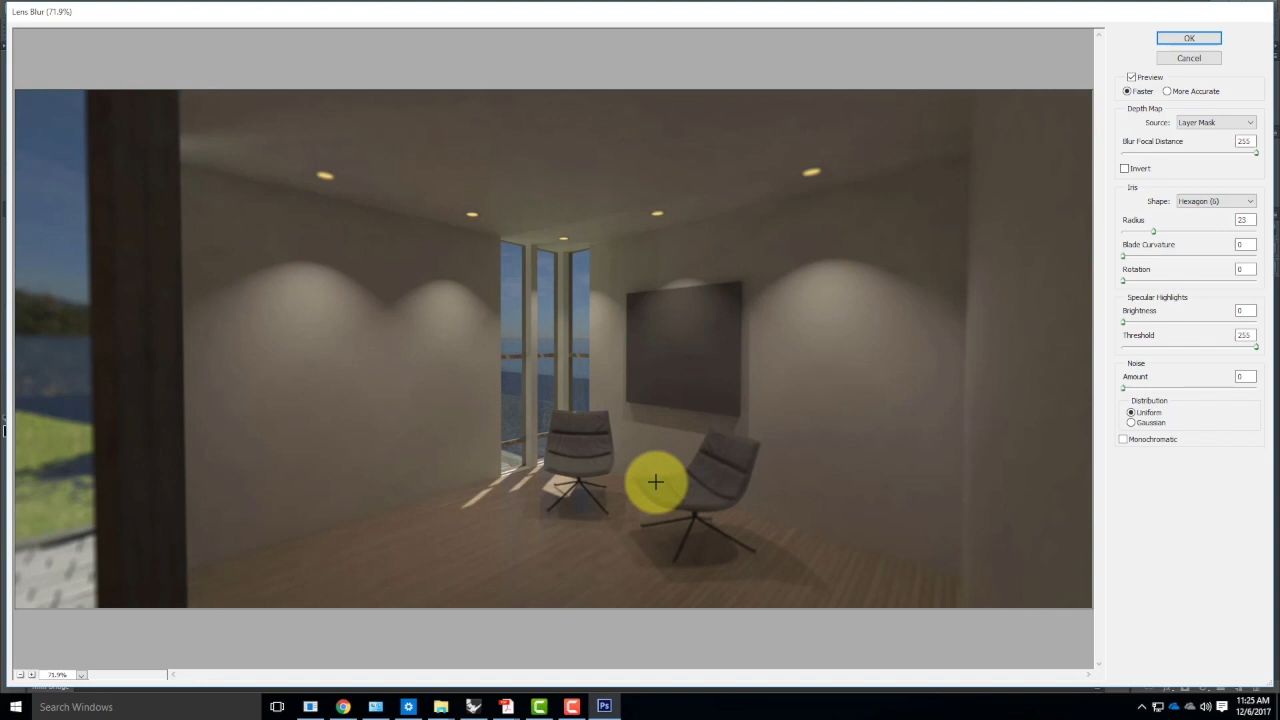 Lens Blur (71.9%)
OK
Cancel
Preview
Faster
More Accurate
Depth Map
Source:
Layer Mask
Blur Focal Distance
255
Invert
Iris
Shape:
Hexagon (6)
Radius
23
Blade Curvature
0
Rotation
0
Specular Highlights
Brightness
0
Threshold
255
Noise
Amount
0
Distribution
Uniform
Gaussian
Monochromatic
71.9%
Search Windows
11:25 AM
12/6/2017